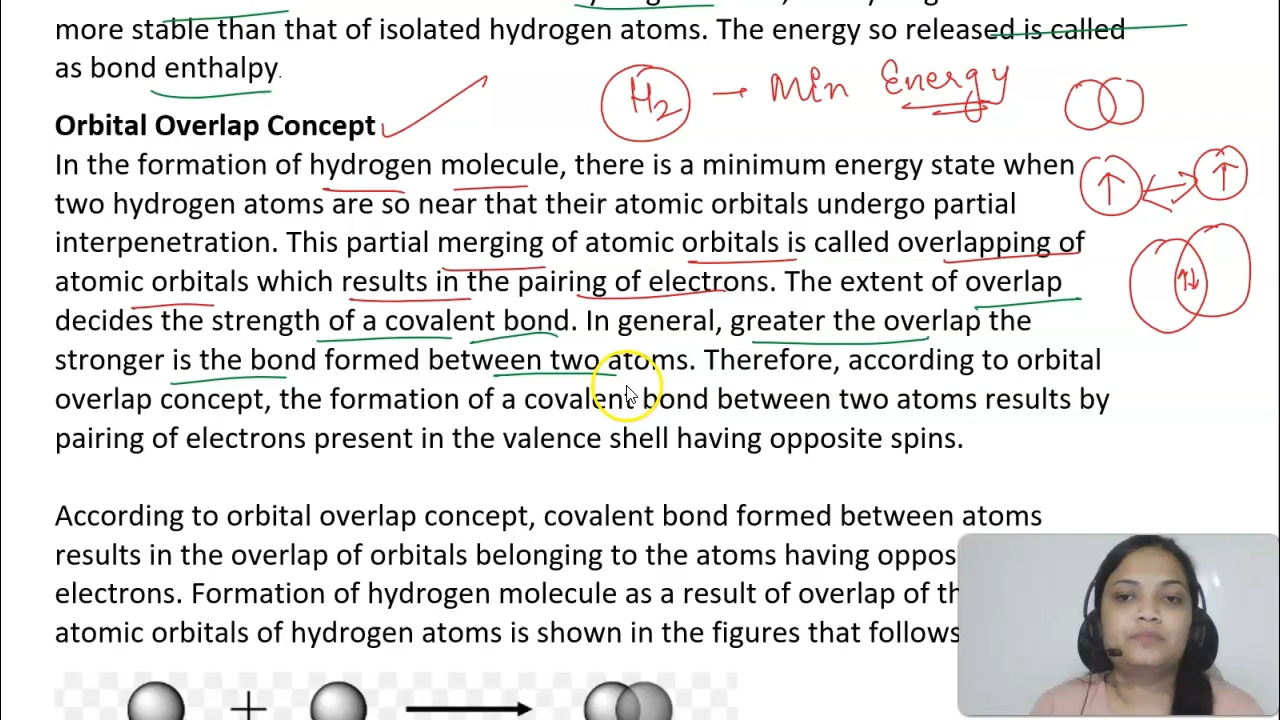 more stable than that of isolated hydrogen atoms. The energy so released is called
as bond enthalpy.
H2 → Min Energy
Orbital Overlap Concept
In the formation of hydrogen molecule, there is a minimum energy state when
two hydrogen atoms are so near that their atomic orbitals undergo partial
interpenetration. This partial merging of atomic orbitals is called overlapping of
atomic orbitals which results in the pairing of electrons. The extent of overlap
decides the strength of a covalent bond. In general, greater the overlap the
stronger is the bond formed between two atoms. Therefore, according to orbital
overlap concept, the formation of a covalent bond between two atoms results by
pairing of electrons present in the valence shell having opposite spins.
According to orbital overlap concept, covalent bond formed between atoms
results in the overlap of orbitals belonging to the atoms having oppos
electrons. Formation of hydrogen molecule as a result of overlap of th
atomic orbitals of hydrogen atoms is shown in the figures that follows